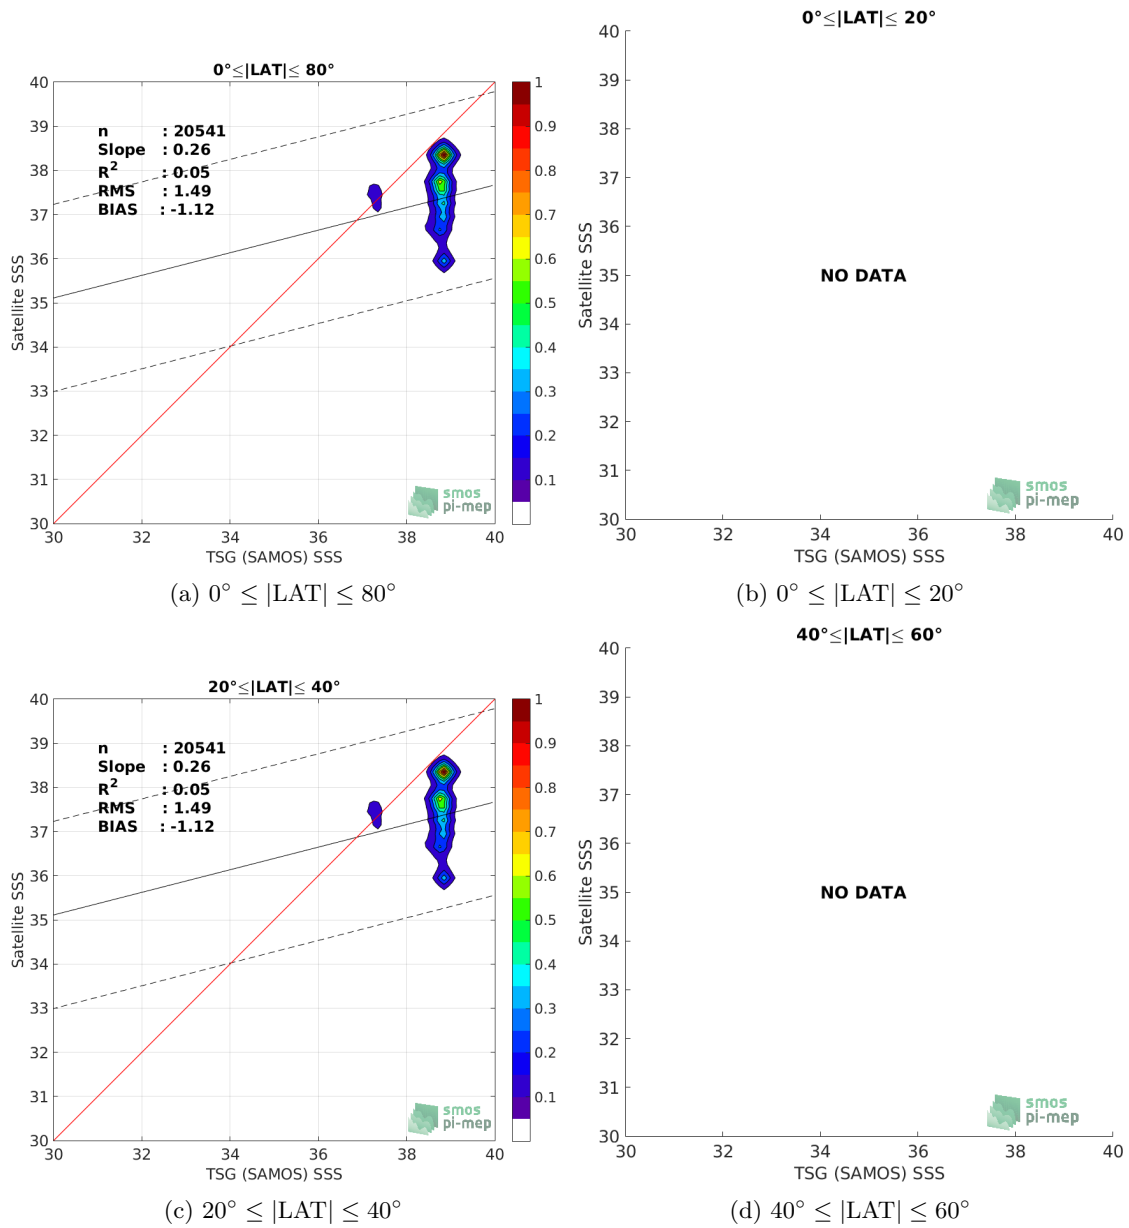 0°≤|LAT|≤ 80°
40
39
38
37
36
35
34
33
32
31
30
Satellite SSS
n : 20541
Slope : 0.26
R2 : 0.05
RMS : 1.49
BIAS : -1.12
1
0.9
0.8
0.7
0.6
0.5
0.4
0.3
0.2
0.1
smos
pi-mep
30 32 34 36 38 40
TSG (SAMOS) SSS
(a) 0° ≤ |LAT| ≤ 80°
0°≤|LAT|≤ 20°
40
39
38
37
36
35
34
33
32
31
30
Satellite SSS
NO DATA
smos
pi-mep
30 32 34 36 38 40
TSG (SAMOS) SSS
(b) 0° ≤ |LAT| ≤ 20°
20°≤|LAT|≤ 40°
40
39
38
37
36
35
34
33
32
31
30
Satellite SSS
n : 20541
Slope : 0.26
R2 : 0.05
RMS : 1.49
BIAS : -1.12
1
0.9
0.8
0.7
0.6
0.5
0.4
0.3
0.2
0.1
smos
pi-mep
30 32 34 36 38 40
TSG (SAMOS) SSS
(c) 20° ≤ |LAT| ≤ 40°
40°≤|LAT|≤ 60°
40
39
38
37
36
35
34
33
32
31
30
Satellite SSS
NO DATA
smos
pi-mep
30 32 34 36 38 40
TSG (SAMOS) SSS
(d) 40° ≤ |LAT| ≤ 60°